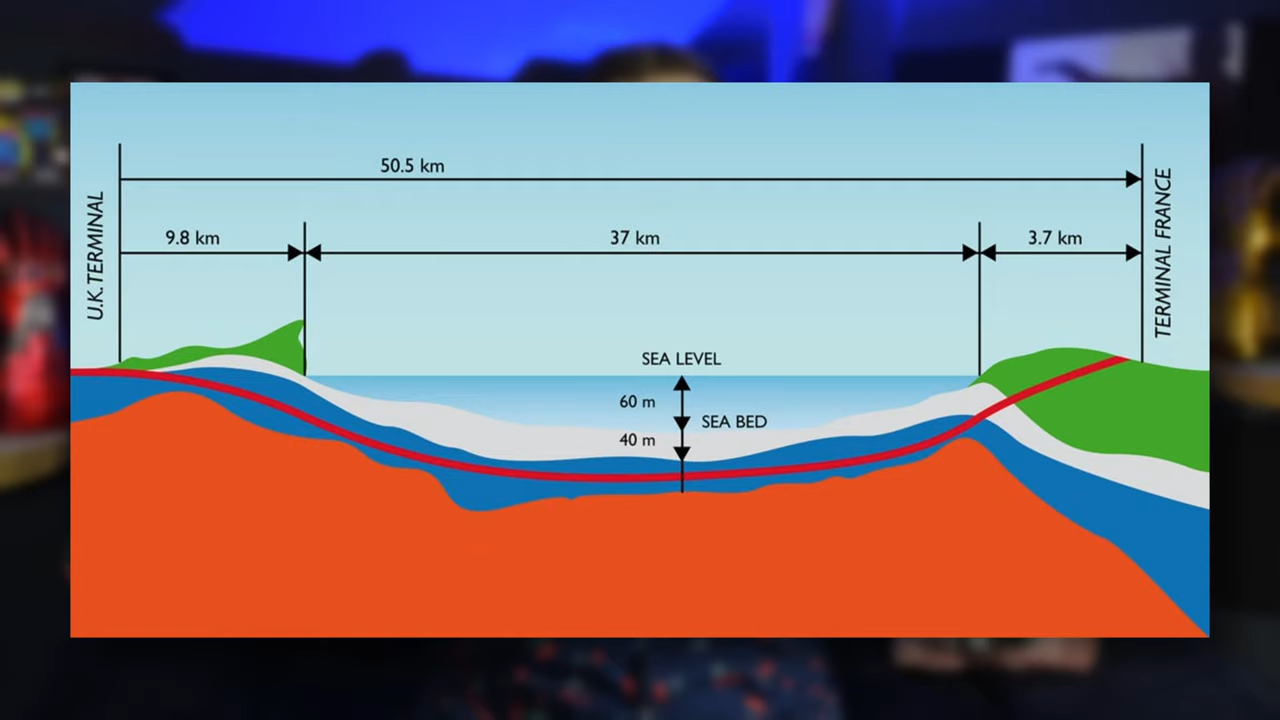 50.5 km
9.8 km
37 km
3.7 km
U.K. TERMINAL
TERMINAL FRANCE
SEA LEVEL
60 m
SEA BED
40 m